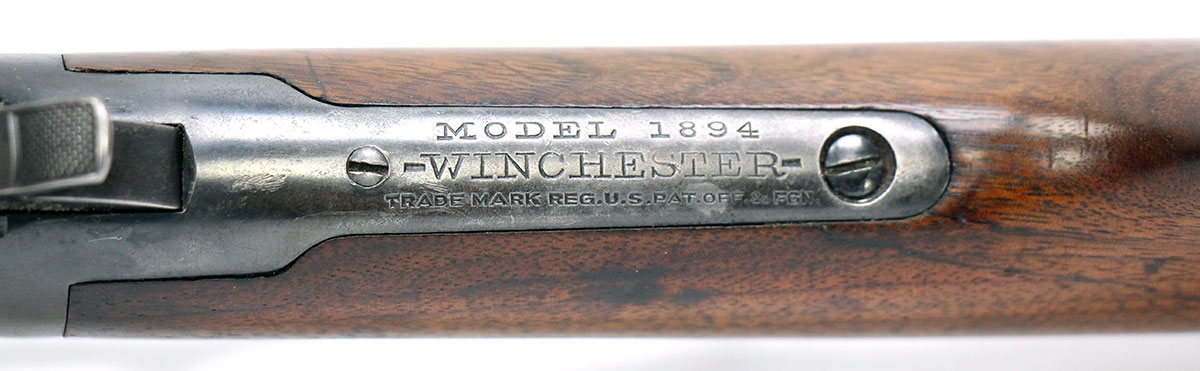 MODEL 1894
-WINCHESTER-
TRADE MARK REG.U.S.PAT.OFF.& FGN.